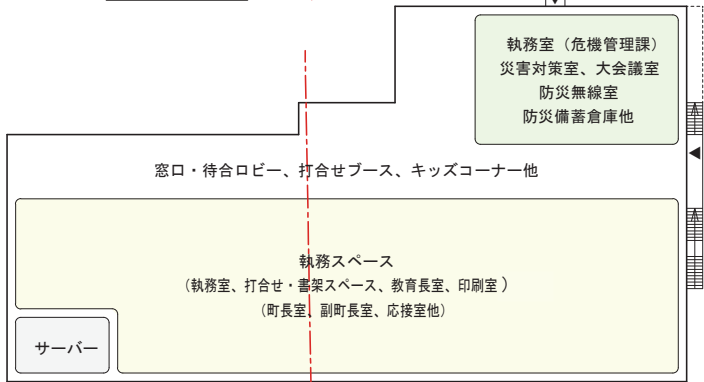 執務室（危機管理課）
災害対策室、大会議室
防災無線室
防災備蓄倉庫他
窓口・待合ロビー、打合せブース、キッズコーナー他
執務スペース
（執務室、打合せ・書架スペース、教育長室、印刷室）
（町長室、副町長室、応接室他）
サーバー